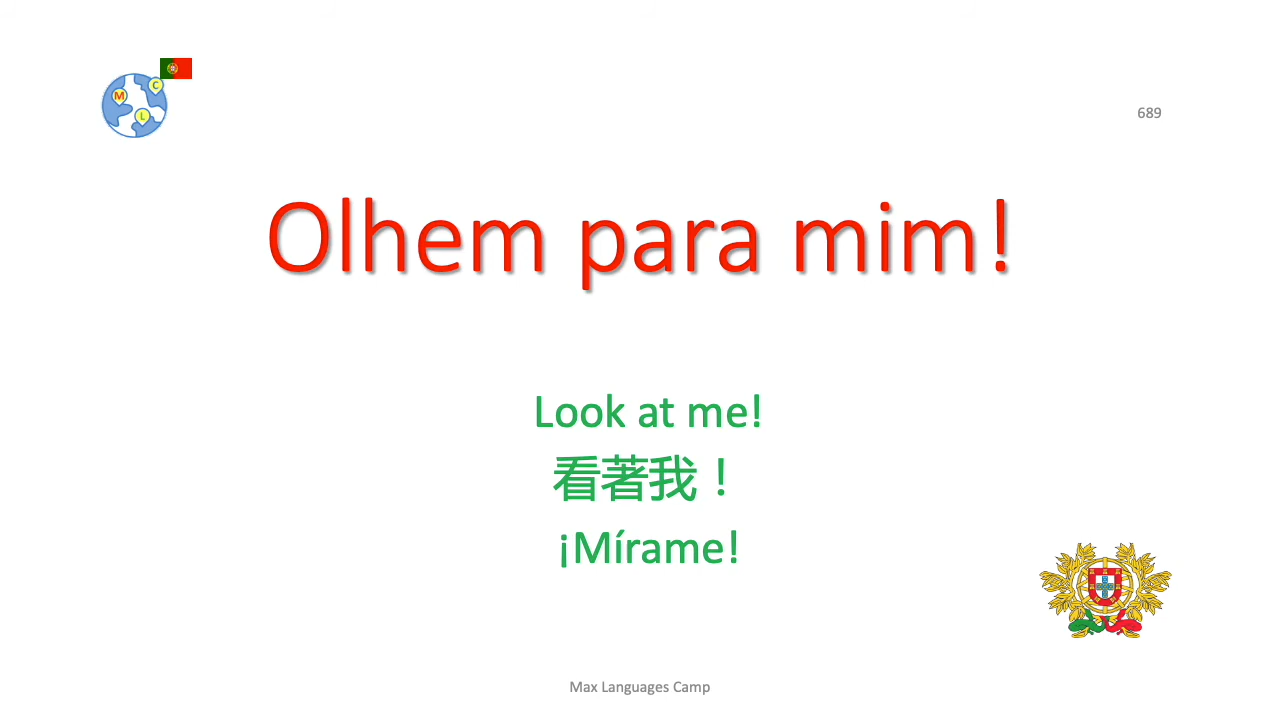 M
C
L
689
Olhem para mim!
Look at me!
看著我！
¡Mírame!
Max Languages Camp